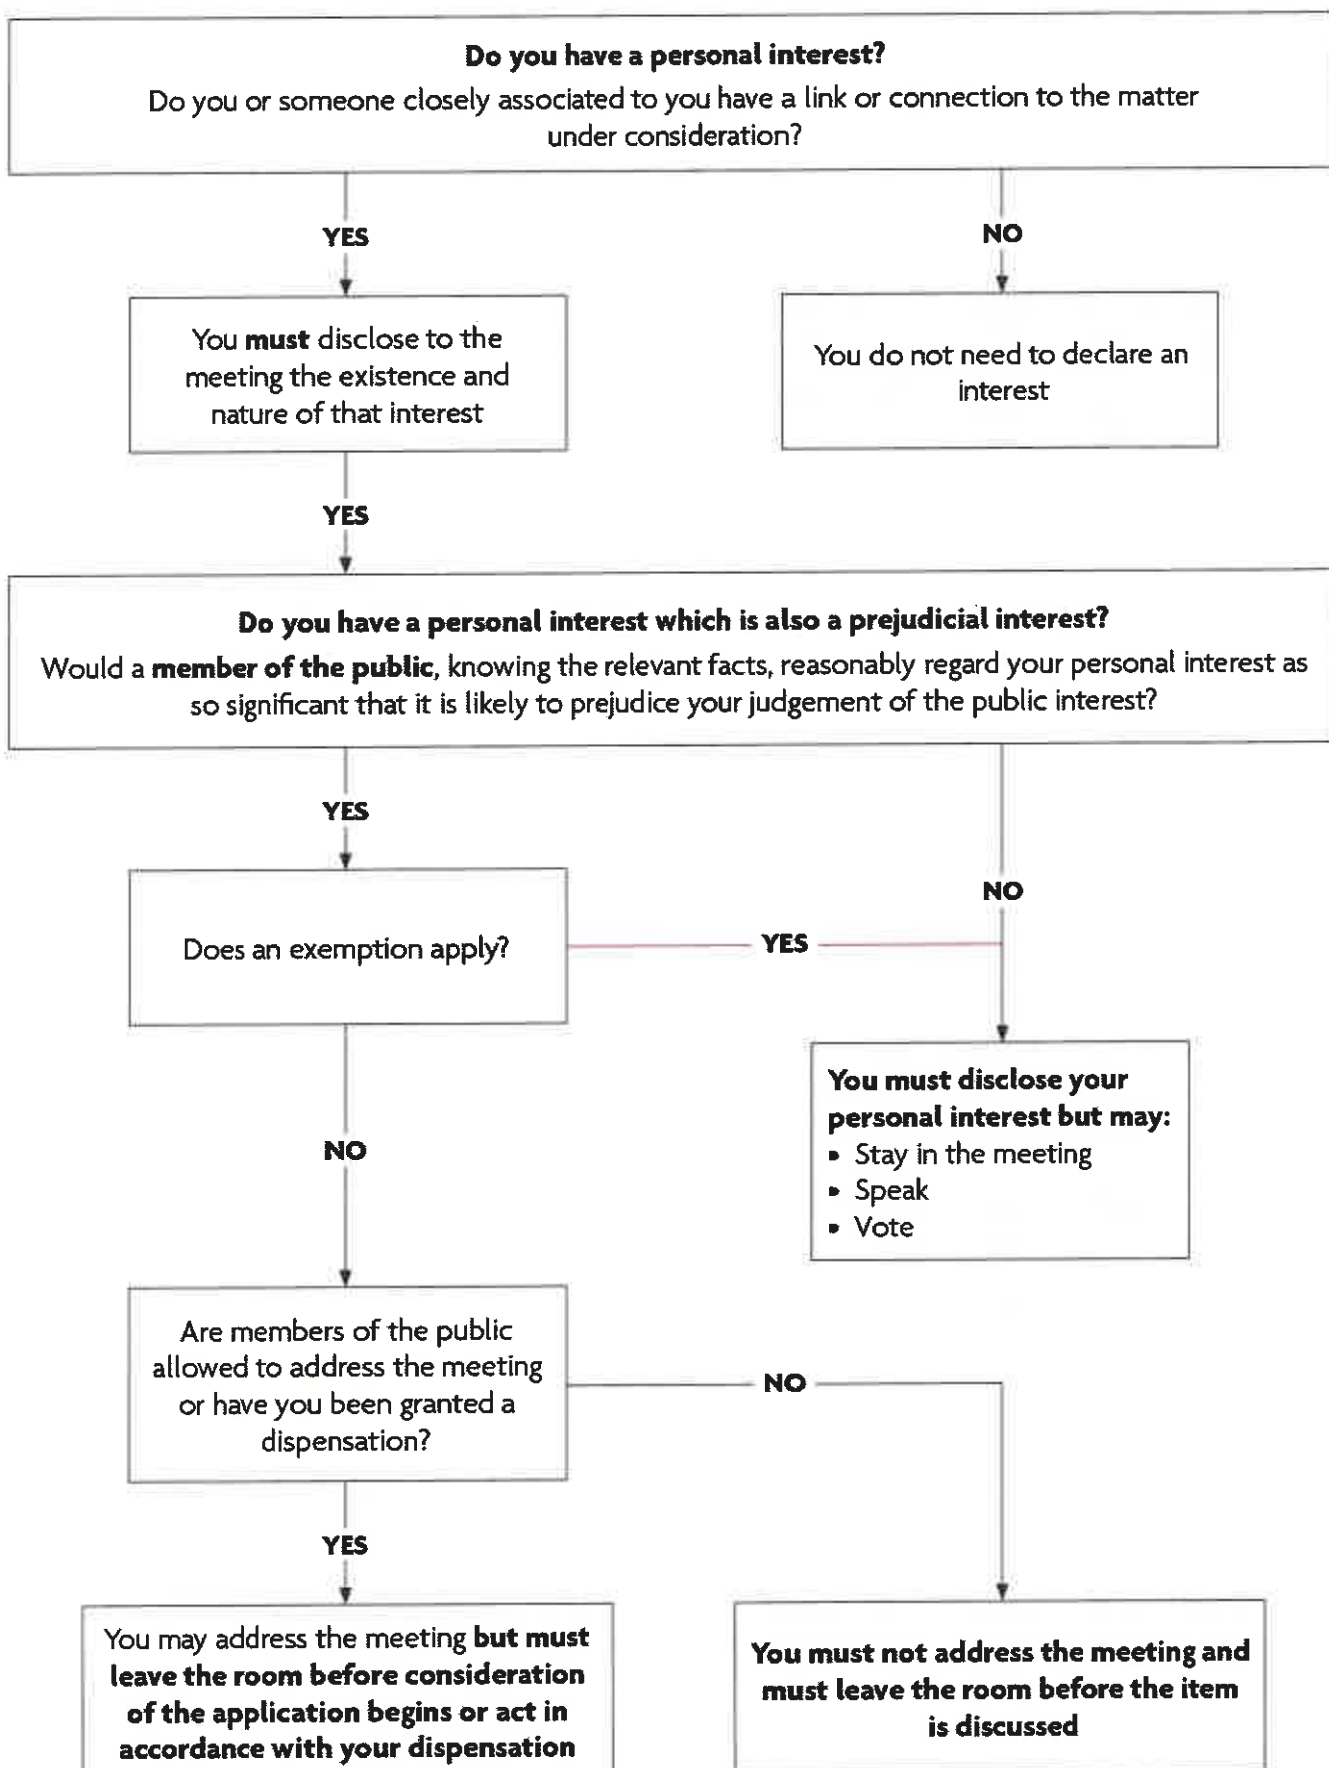 Do you have a personal interest?
Do you or someone closely associated to you have a link or connection to the matter
under consideration?
YES
NO
You must disclose to the
meeting the existence and
nature of that interest
You do not need to declare an
interest
YES
Do you have a personal interest which is also a prejudicial interest?
Would a member of the public, knowing the relevant facts, reasonably regard your personal interest as
so significant that it is likely to prejudice your judgement of the public interest?
YES
NO
Does an exemption apply?
YES
You must disclose your
personal interest but may:
• Stay in the meeting
• Speak
• Vote
NO
Are members of the public
allowed to address the meeting
or have you been granted a
dispensation?
NO
YES
You may address the meeting but must
leave the room before consideration
of the application begins or act in
accordance with your dispensation
You must not address the meeting and
must leave the room before the item
is discussed